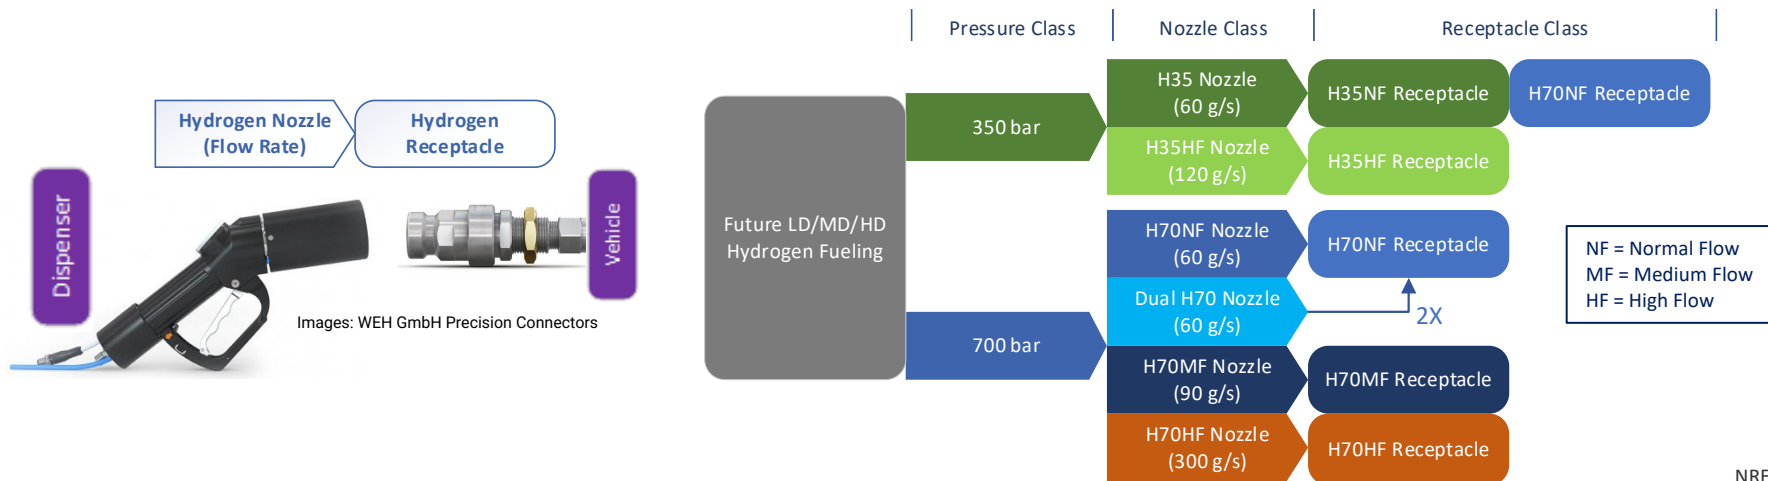 Pressure Class
Nozzle Class
Receptacle Class
Hydrogen Nozzle
(Flow Rate)
Hydrogen
Receptacle
Dispenser
Vehicle
Images: WEH GmbH Precision Connectors
Future LD/MD/HD
Hydrogen Fueling
350 bar
H35 Nozzle
(60 g/s)
H35NF Receptacle
H70NF Receptacle
H35HF Nozzle
(120 g/s)
H35HF Receptacle
700 bar
H70NF Nozzle
(60 g/s)
H70NF Receptacle
Dual H70 Nozzle
(60 g/s)
2X
H70MF Nozzle
(90 g/s)
H70MF Receptacle
H70HF Nozzle
(300 g/s)
H70HF Receptacle
NF = Normal Flow
MF = Medium Flow
HF = High Flow